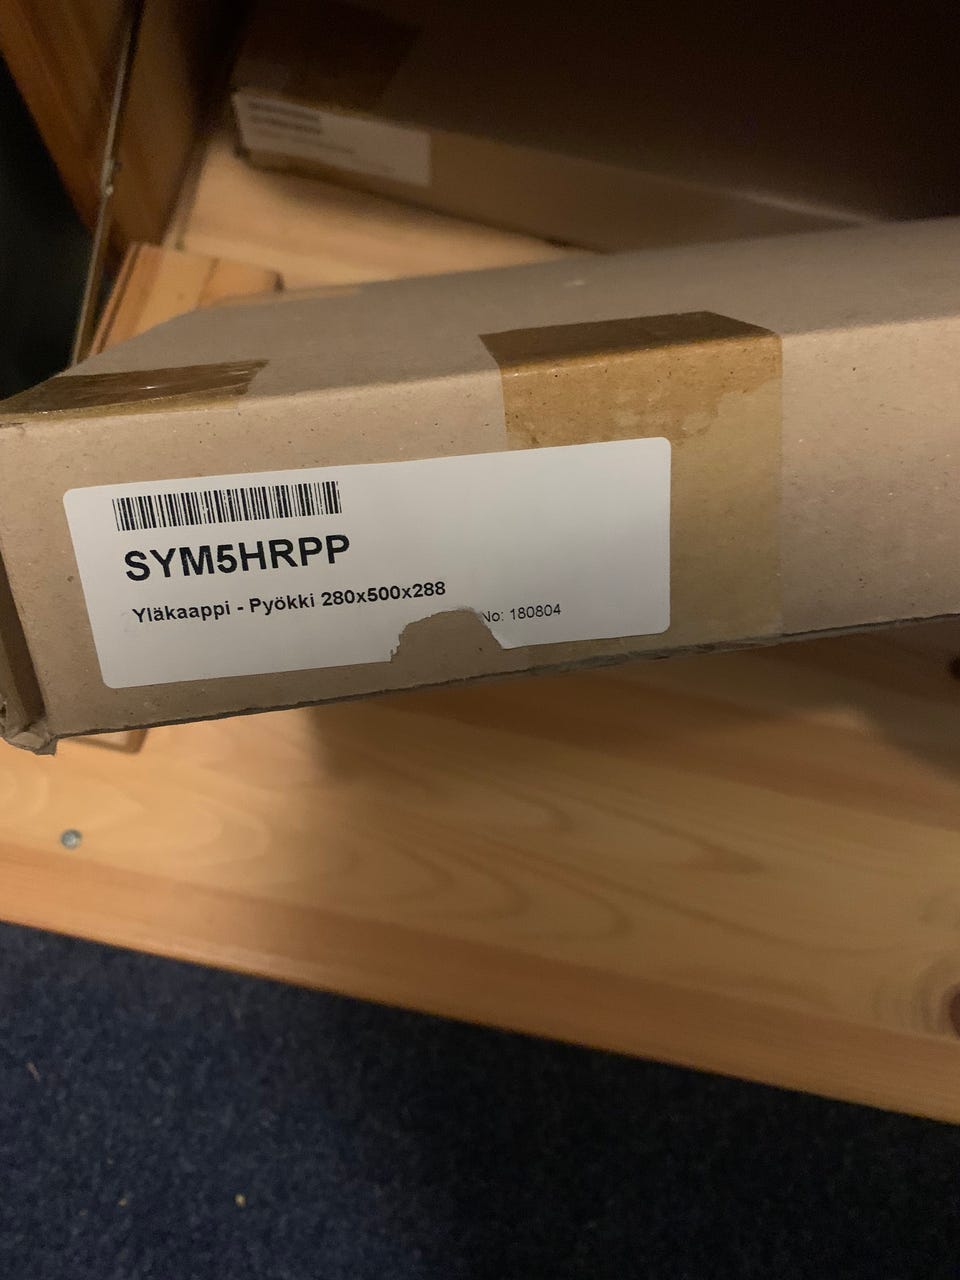 SYM5HRPP
Yläkaappi - Pyökki 280x500x288
No: 180804